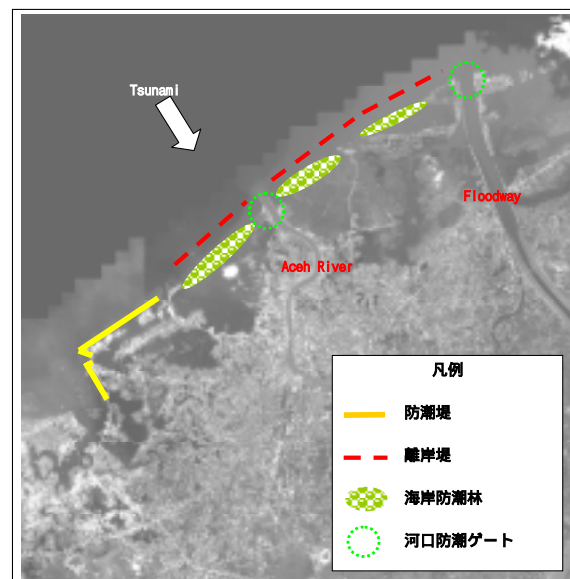 Tsunami
Floodway
Aceh River
凡例
防潮堤
離岸堤
海岸防潮林
河口防潮ゲート